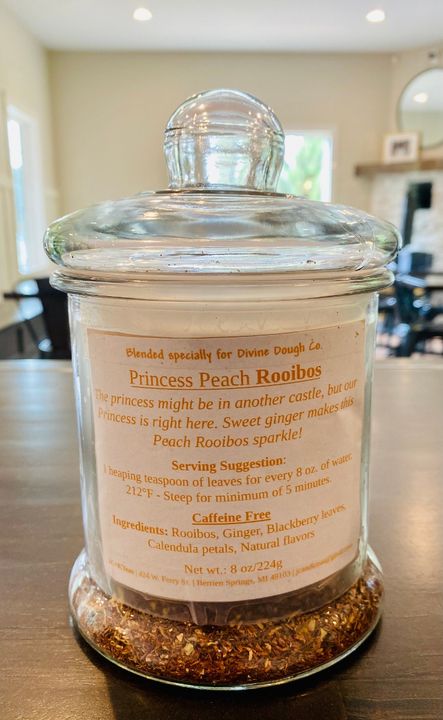 Blended specially for Divine Dough Co.
Princess Peach Rooibos
The princess might be in another castle, but our
Princess is right here. Sweet ginger makes this
Peach Rooibos sparkle!
Serving Suggestion:
1 heaping teaspoon of leaves for every 8 oz. of water.
212°F - Steep for minimum of 5 minutes.
Caffeine Free
Ingredients: Rooibos, Ginger, Blackberry leaves,
Calendula petals, Natural flavors
Net wt.: 8 oz/224g
| 424 W. Ferry St. | Berrien Springs, MI 49103 |